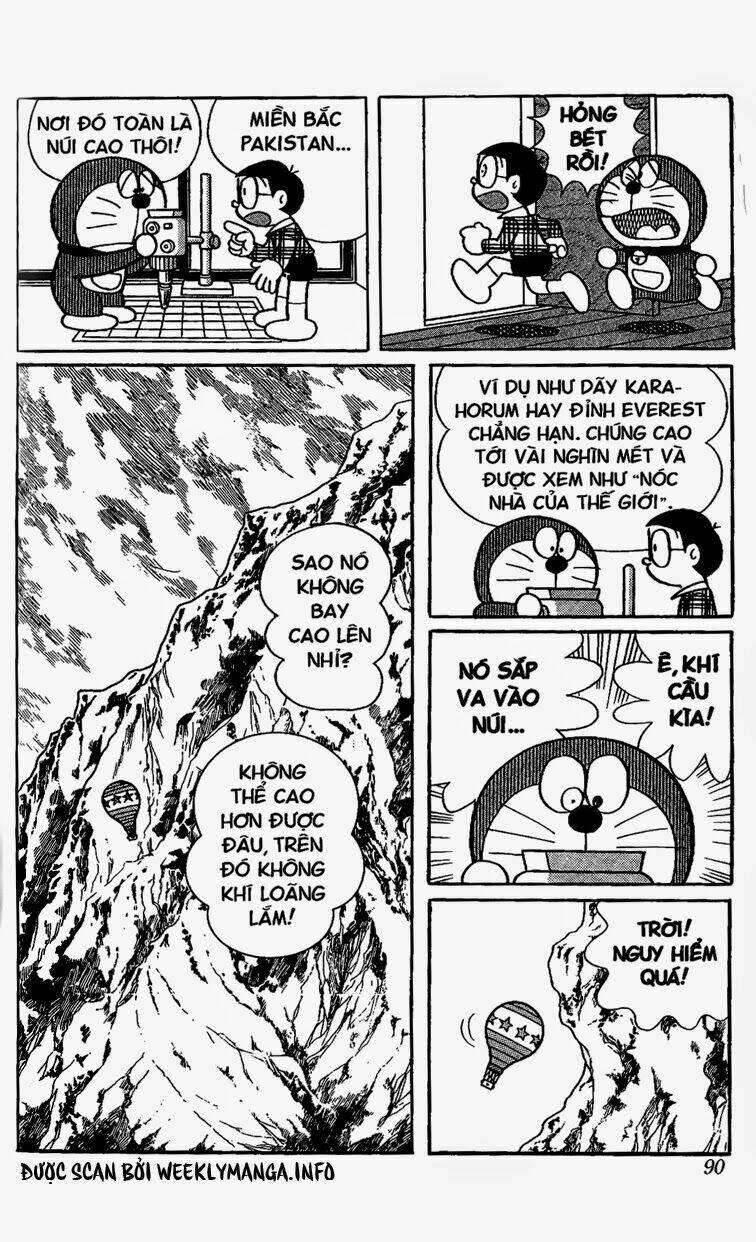 HỎNG
BÉT
RỒI!
MIỀN BẮC
PAKISTAN...
NƠI ĐÓ TOÀN LÀ
NÚI CAO THÔI!
VÍ DỤ NHƯ DÃY KARA-
HORUM HAY ĐỈNH EVEREST
CHẲNG HẠN. CHÚNG CAO
TỚI VÀI NGHÌN MÉT VÀ
ĐƯỢC XEM NHƯ “NÓC
NHÀ CỦA THẾ GIỚI”.
Ê, KHÍ
CẦU
KÌA!
NÓ SẮP
VA VÀO
NÚI...
TRỜI!
NGUY HIỂM
QUÁ!
SAO NÓ
KHÔNG
BAY
CAO LÊN
NHỈ?
KHÔNG
THỂ CAO
HƠN ĐƯỢC
ĐÂU, TRÊN
ĐÓ KHÔNG
KHÍ LOÃNG
LẮM!
90
ĐƯỢC SCAN BỞI WEEKLYMANGA.INFO